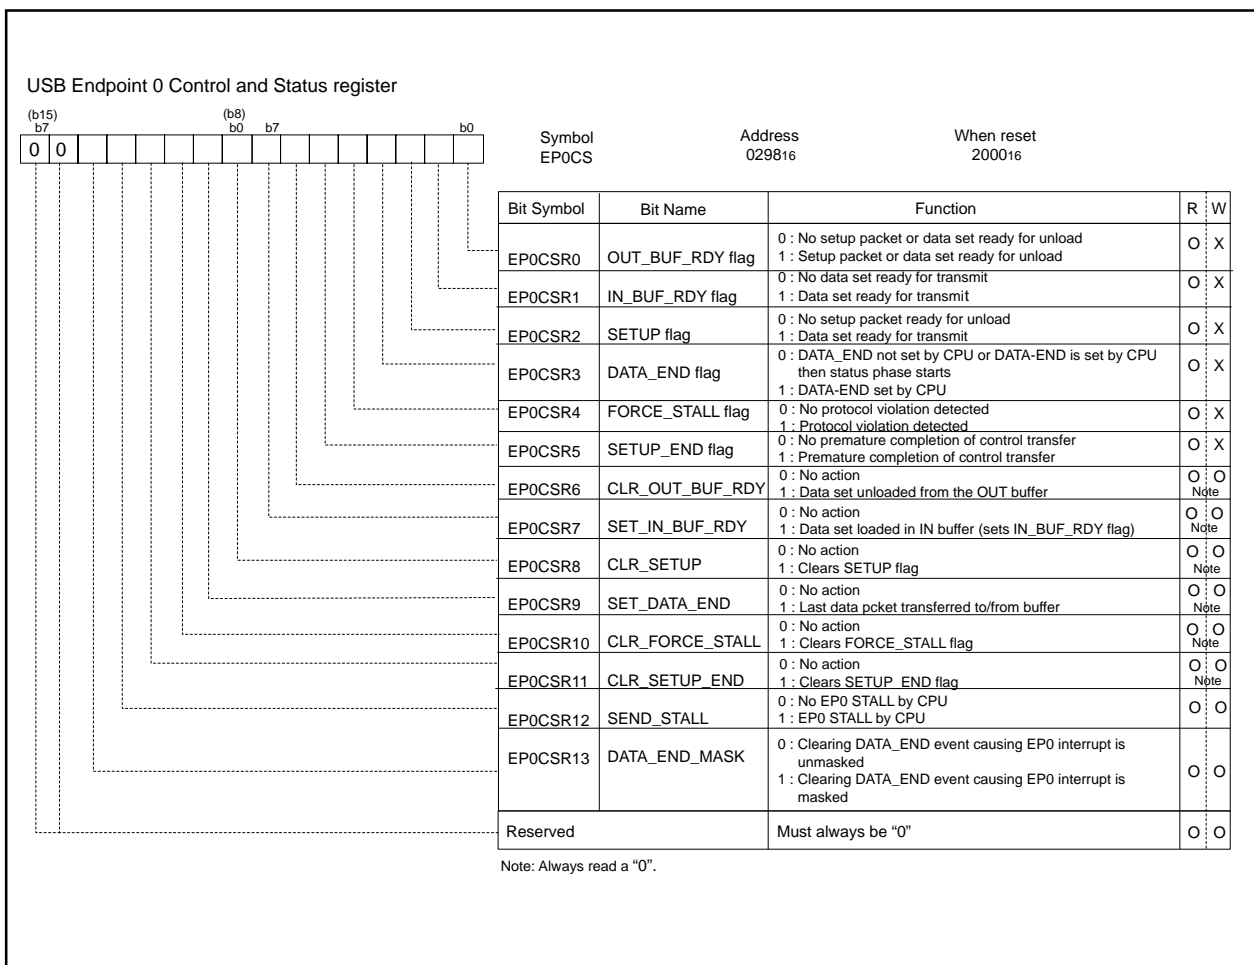 USB Endpoint 0 Control and Status register
(b15) (b8)
b7 b0 b7 b0
0 0
Symbol Address When reset
EP0CS 029816 200016
Bit Symbol Bit Name Function R W
EP0CSR0 OUT_BUF_RDY flag 0 : No setup packet or data set ready for unload O X
1 : Setup packet or data set ready for unload
EP0CSR1 IN_BUF_RDY flag 0 : No data set ready for transmit O X
1 : Data set ready for transmit
EP0CSR2 SETUP flag 0 : No setup packet ready for unload O X
1 : Data set ready for transmit
EP0CSR3 DATA_END flag 0 : DATA_END not set by CPU or DATA-END is set by CPU O X
then status phase starts
1 : DATA-END set by CPU
EP0CSR4 FORCE_STALL flag 0 : No protocol violation detected O X
1 : Protocol violation detected
EP0CSR5 SETUP_END flag 0 : No premature completion of control transfer O X
1 : Premature completion of control transfer
EP0CSR6 CLR_OUT_BUF_RDY 0 : No action O O
1 : Data set unloaded from the OUT buffer Note
EP0CSR7 SET_IN_BUF_RDY 0 : No action O O
1 : Data set loaded in IN buffer (sets IN_BUF_RDY flag) Note
EP0CSR8 CLR_SETUP 0 : No action O O
1 : Clears SETUP flag Note
EP0CSR9 SET_DATA_END 0 : No action O O
1 : Last data pcket transferred to/from buffer Note
EP0CSR10 CLR_FORCE_STALL 0 : No action O O
1 : Clears FORCE_STALL flag Note
EP0CSR11 CLR_SETUP_END 0 : No action O O
1 : Clears SETUP_END flag Note
EP0CSR12 SEND_STALL 0 : No EP0 STALL by CPU O O
1 : EP0 STALL by CPU
EP0CSR13 DATA_END_MASK 0 : Clearing DATA_END event causing EP0 interrupt is
unmasked
1 : Clearing DATA_END event causing EP0 interrupt is O O
masked
Reserved Must always be “0” O O
Note: Always read a “0”.